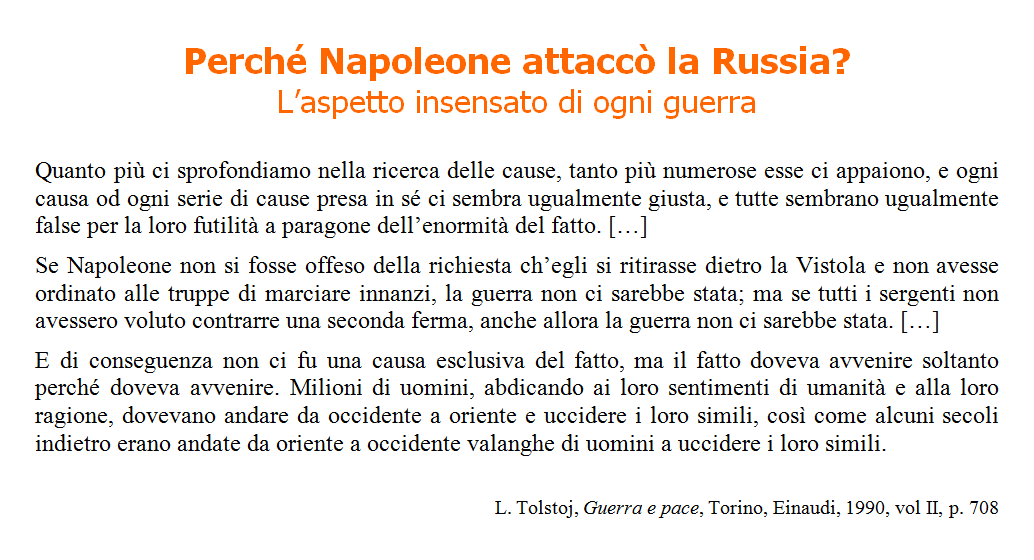 Perché Napoleone attaccò la Russia?
L’aspetto insensato di ogni guerra
Quanto più ci sprofondiamo nella ricerca delle cause, tanto più numerose esse ci appaiono, e ogni
causa od ogni serie di cause presa in sé ci sembra ugualmente giusta, e tutte sembrano ugualmente
false per la loro futilità a paragone dell’enormità del fatto. […]
Se Napoleone non si fosse offeso della richiesta ch’egli si ritirasse dietro la Vistola e non avesse
ordinato alle truppe di marciare innanzi, la guerra non ci sarebbe stata; ma se tutti i sergenti non
avessero voluto contrarre una seconda ferma, anche allora la guerra non ci sarebbe stata. […]
E di conseguenza non ci fu una causa esclusiva del fatto, ma il fatto doveva avvenire soltanto
perché doveva avvenire. Milioni di uomini, abdicando ai loro sentimenti di umanità e alla loro
ragione, dovevano andare da occidente a oriente e uccidere i loro simili, così come alcuni secoli
indietro erano andate da oriente a occidente valanghe di uomini a uccidere i loro simili.
L. Tolstoj, Guerra e pace, Torino, Einaudi, 1990, vol II, p. 708